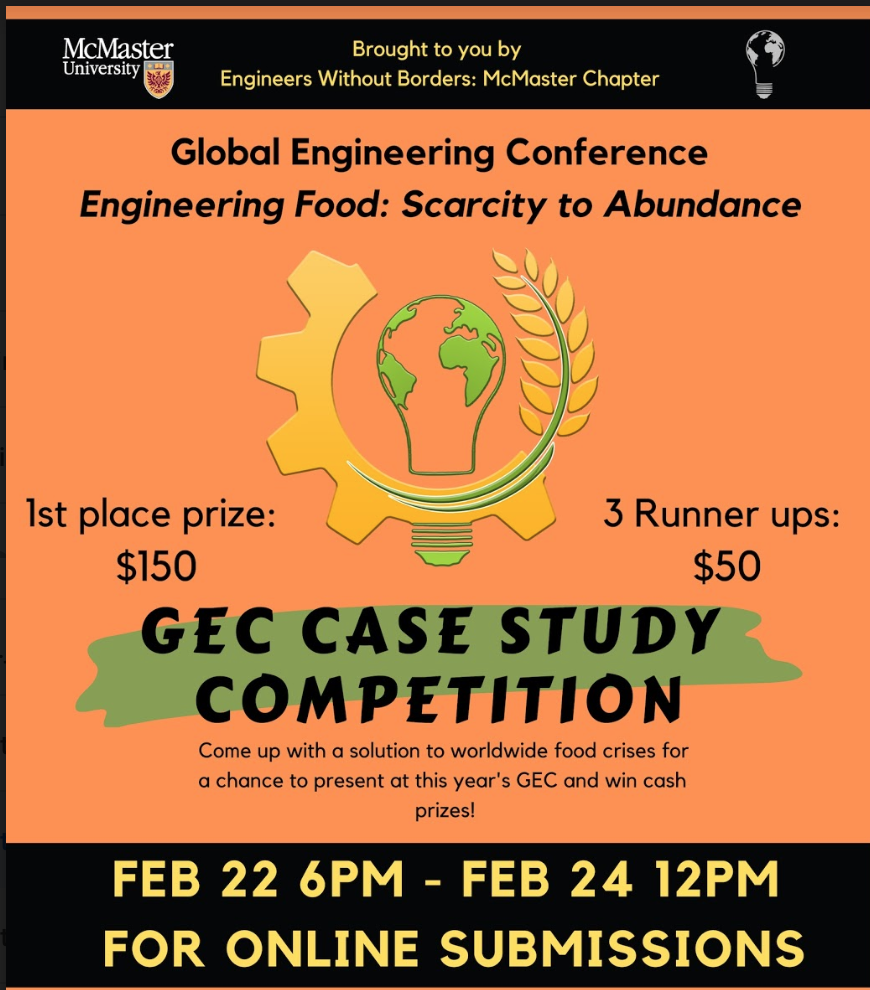 McMaster
University
Brought to you by
Engineers Without Borders: McMaster Chapter
Global Engineering Conference
Engineering Food: Scarcity to Abundance
1st place prize:
$150
3 Runner ups:
$50
GEC CASE STUDY
COMPETITION
Come up with a solution to worldwide food crises for
a chance to present at this year's GEC and win cash
prizes!
FEB 22 6PM - FEB 24 12PM
FOR ONLINE SUBMISSIONS